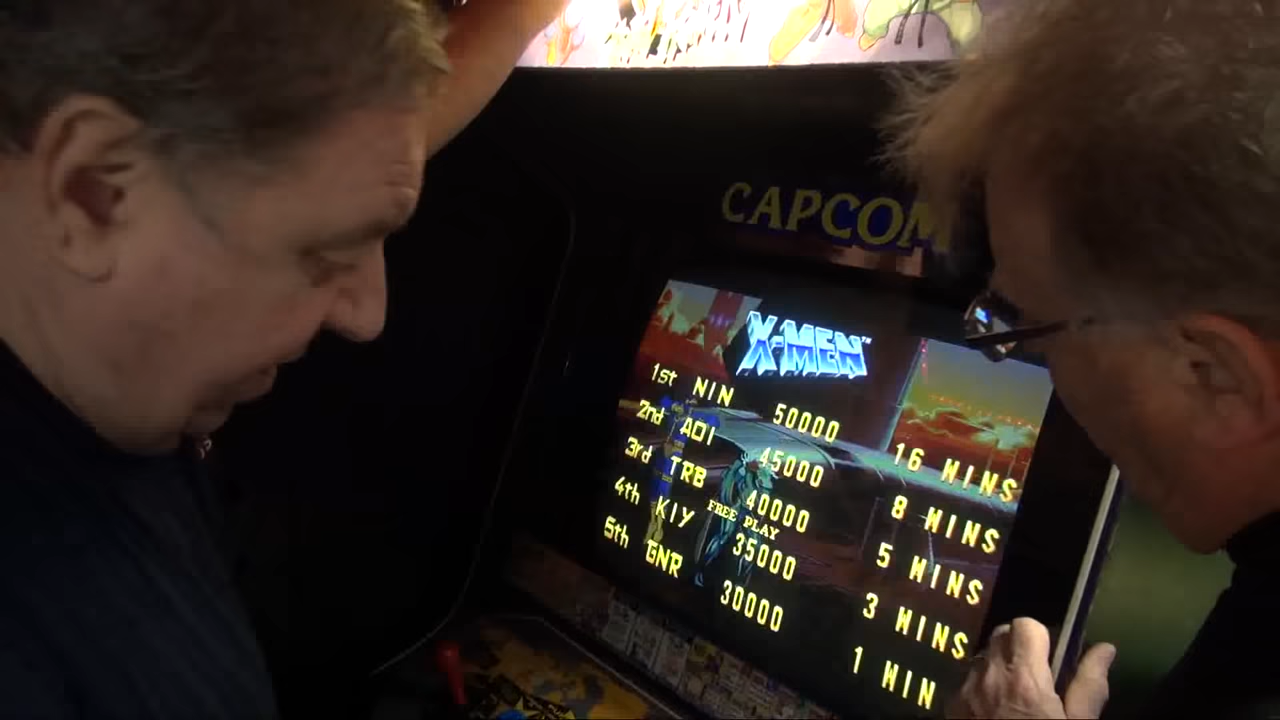 CAPCOM
X-MEN™
1st NIN 50000 16 WINS
2nd AOI 45000 8 WINS
3rd TRB 40000 5 WINS
FREE PLAY
4th KIY 35000 3 WINS
5th GNR 30000 1 WIN